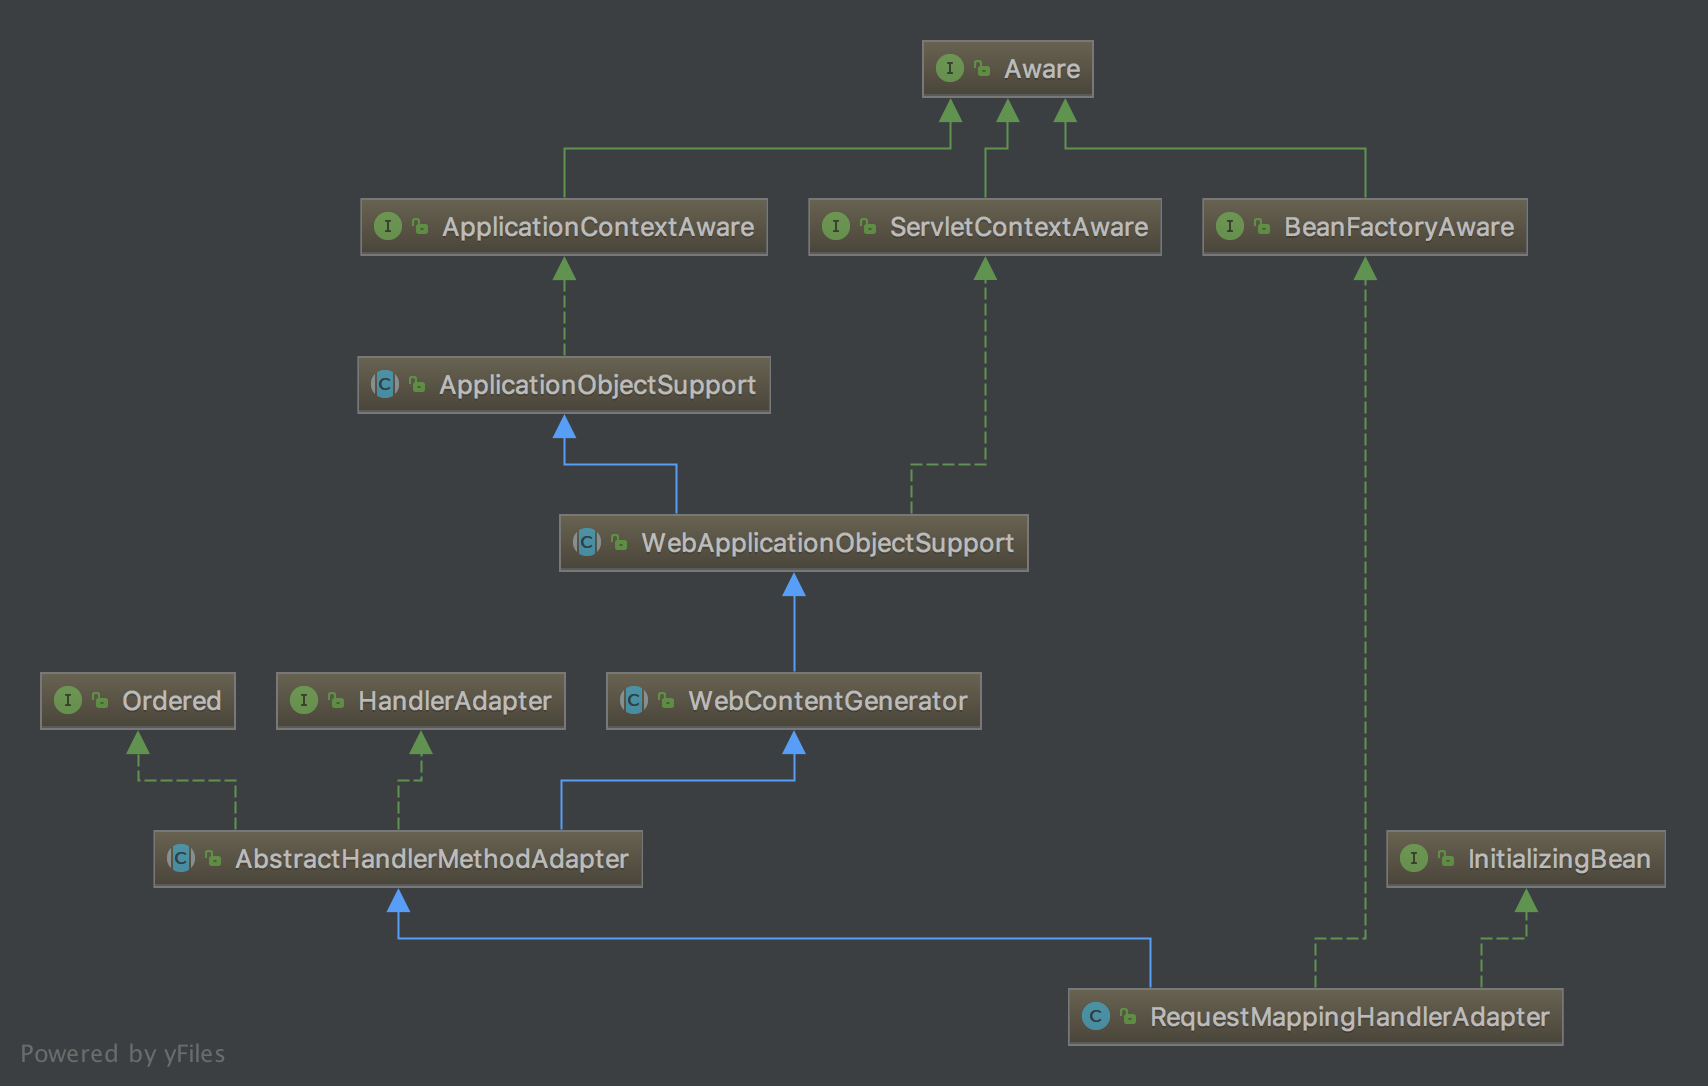 Aware
ApplicationContextAware
ServletContextAware
BeanFactoryAware
ApplicationObjectSupport
WebApplicationObjectSupport
Ordered
HandlerAdapter
WebContentGenerator
AbstractHandlerMethodAdapter
InitializingBean
RequestMappingHandlerAdapter
Powered by yFiles